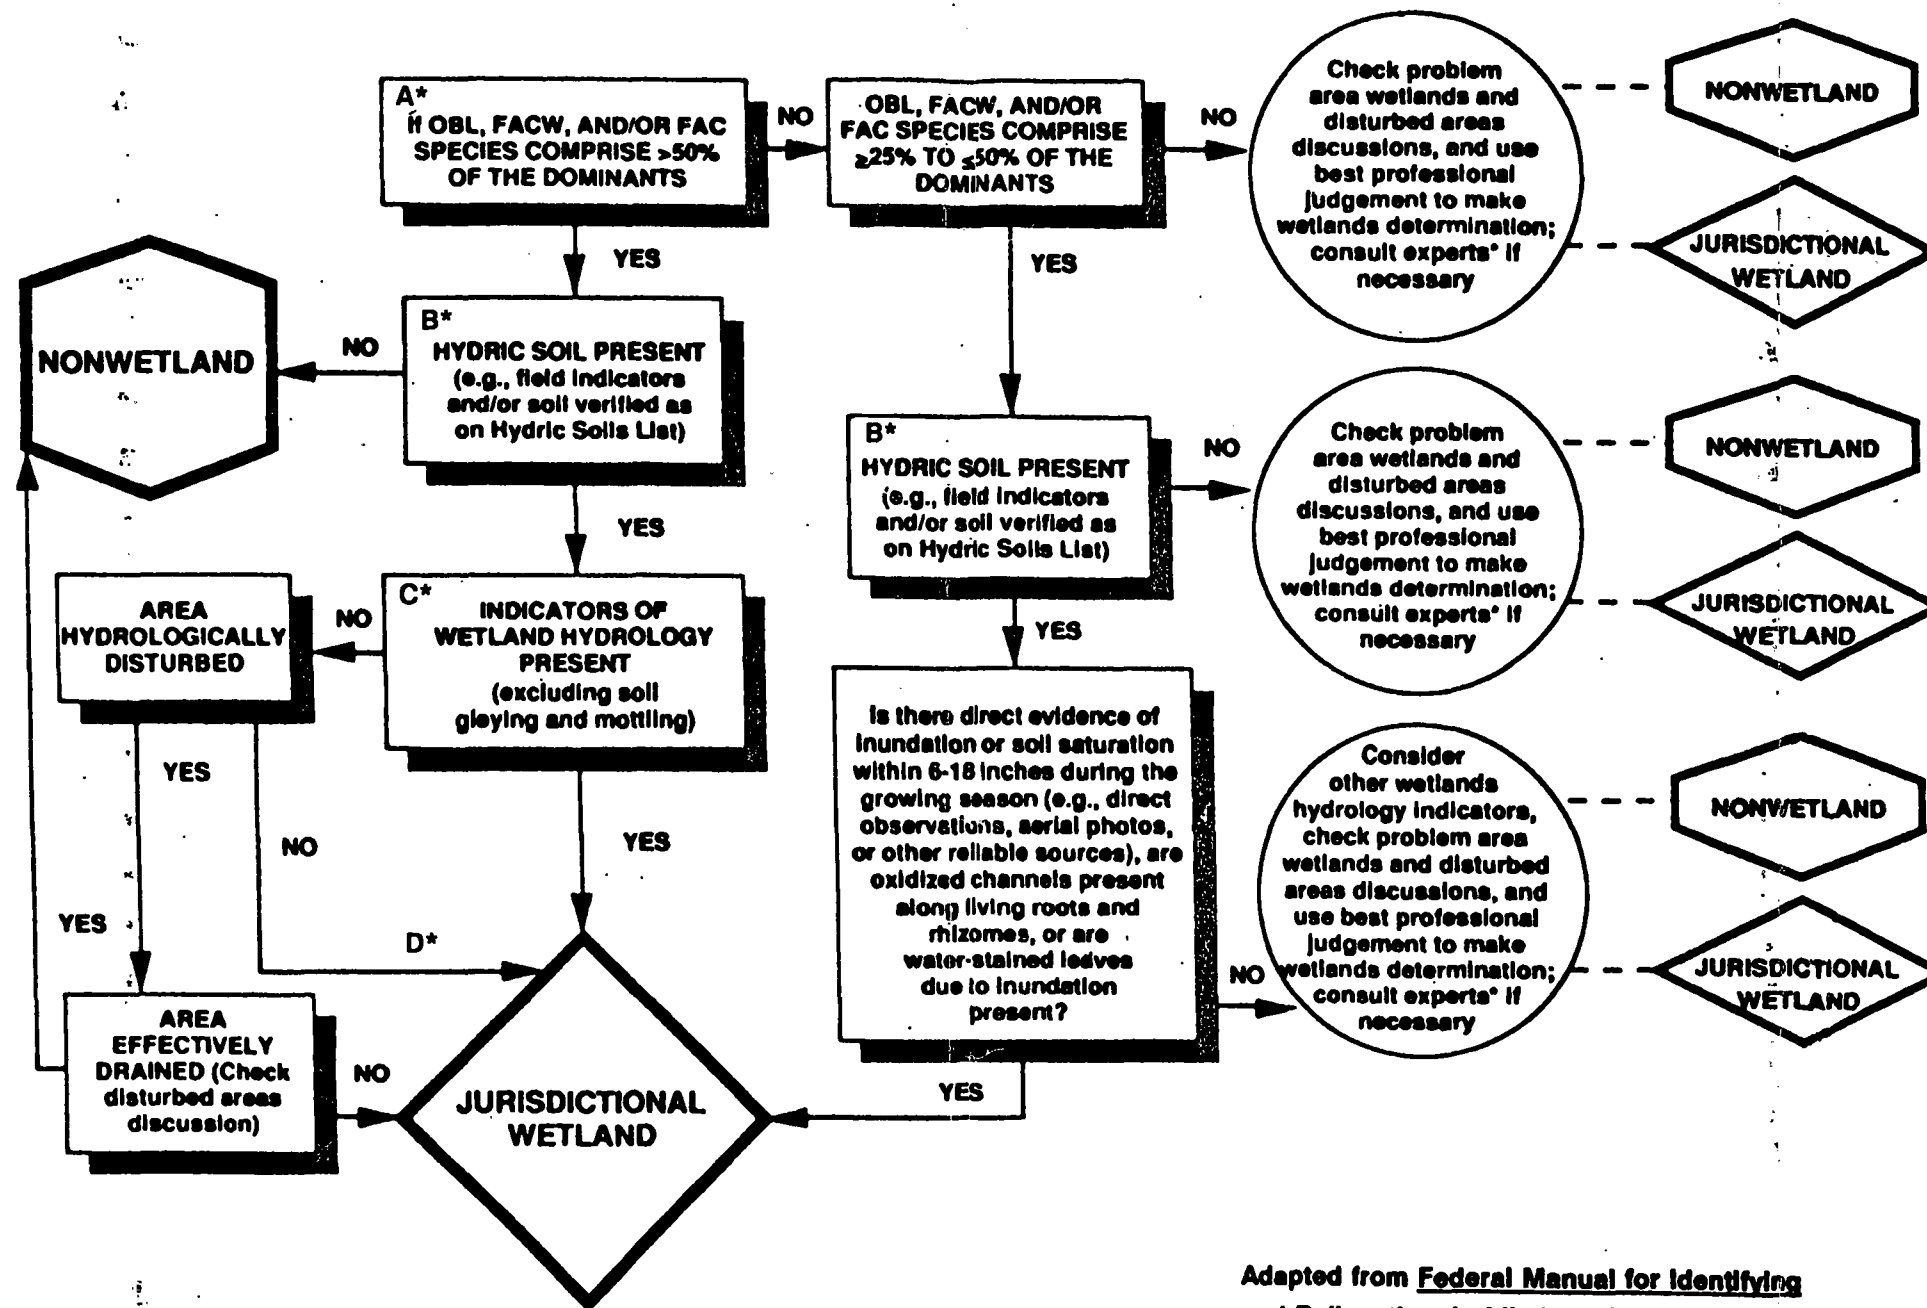 A*
If OBL, FACW, AND/OR FAC
SPECIES COMPRISE >50%
OF THE DOMINANTS
NO
OBL, FACW, AND/OR
FAC SPECIES COMPRISE
≥25% TO ≤50% OF THE
DOMINANTS
NO
Check problem
area wetlands and
disturbed areas
discussions, and use
best professional
judgement to make
wetlands determination;
consult experts* if
necessary
NONWETLAND
JURISDICTIONAL
WETLAND
YES
YES
NONWETLAND
NO
B*
HYDRIC SOIL PRESENT
(e.g., field indicators
and/or soil verified as
on Hydric Soils List)
B*
HYDRIC SOIL PRESENT
(e.g., field indicators
and/or soil verified as
on Hydric Soils List)
NO
Check problem
area wetlands and
disturbed areas
discussions, and use
best professional
judgement to make
wetlands determination;
consult experts* if
necessary
NONWETLAND
JURISDICTIONAL
WETLAND
YES
YES
AREA
HYDROLOGICALLY
DISTURBED
NO
C*
INDICATORS OF
WETLAND HYDROLOGY
PRESENT
(excluding soil
gleying and mottling)
Is there direct evidence of
inundation or soil saturation
within 6-18 inches during the
growing season (e.g., direct
observations, aerial photos,
or other reliable sources), are
oxidized channels present
along living roots and
rhizomes, or are
water-stained leaves
due to inundation
present?
NO
Consider
other wetlands
hydrology indicators,
check problem area
wetlands and disturbed
areas discussions, and
use best professional
judgement to make
wetlands determination;
consult experts* if
necessary
NONWETLAND
JURISDICTIONAL
WETLAND
YES
NO
YES
YES
D*
AREA
EFFECTIVELY
DRAINED (Check
disturbed areas
discussion)
NO
JURISDICTIONAL
WETLAND
YES
Adapted from Federal Manual for Identifying